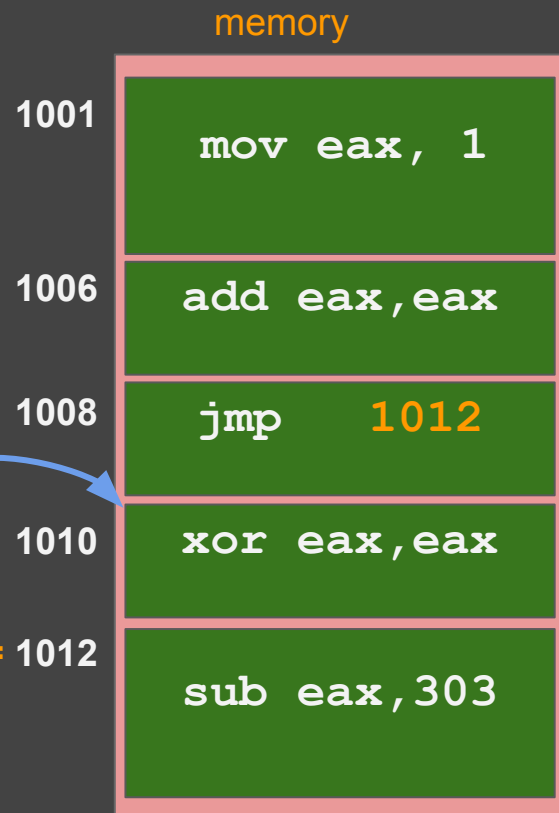 memory
1001
mov eax, 1
1006
add eax,eax
1008
jmp 1012
1010
xor eax,eax
= 1012
sub eax,303